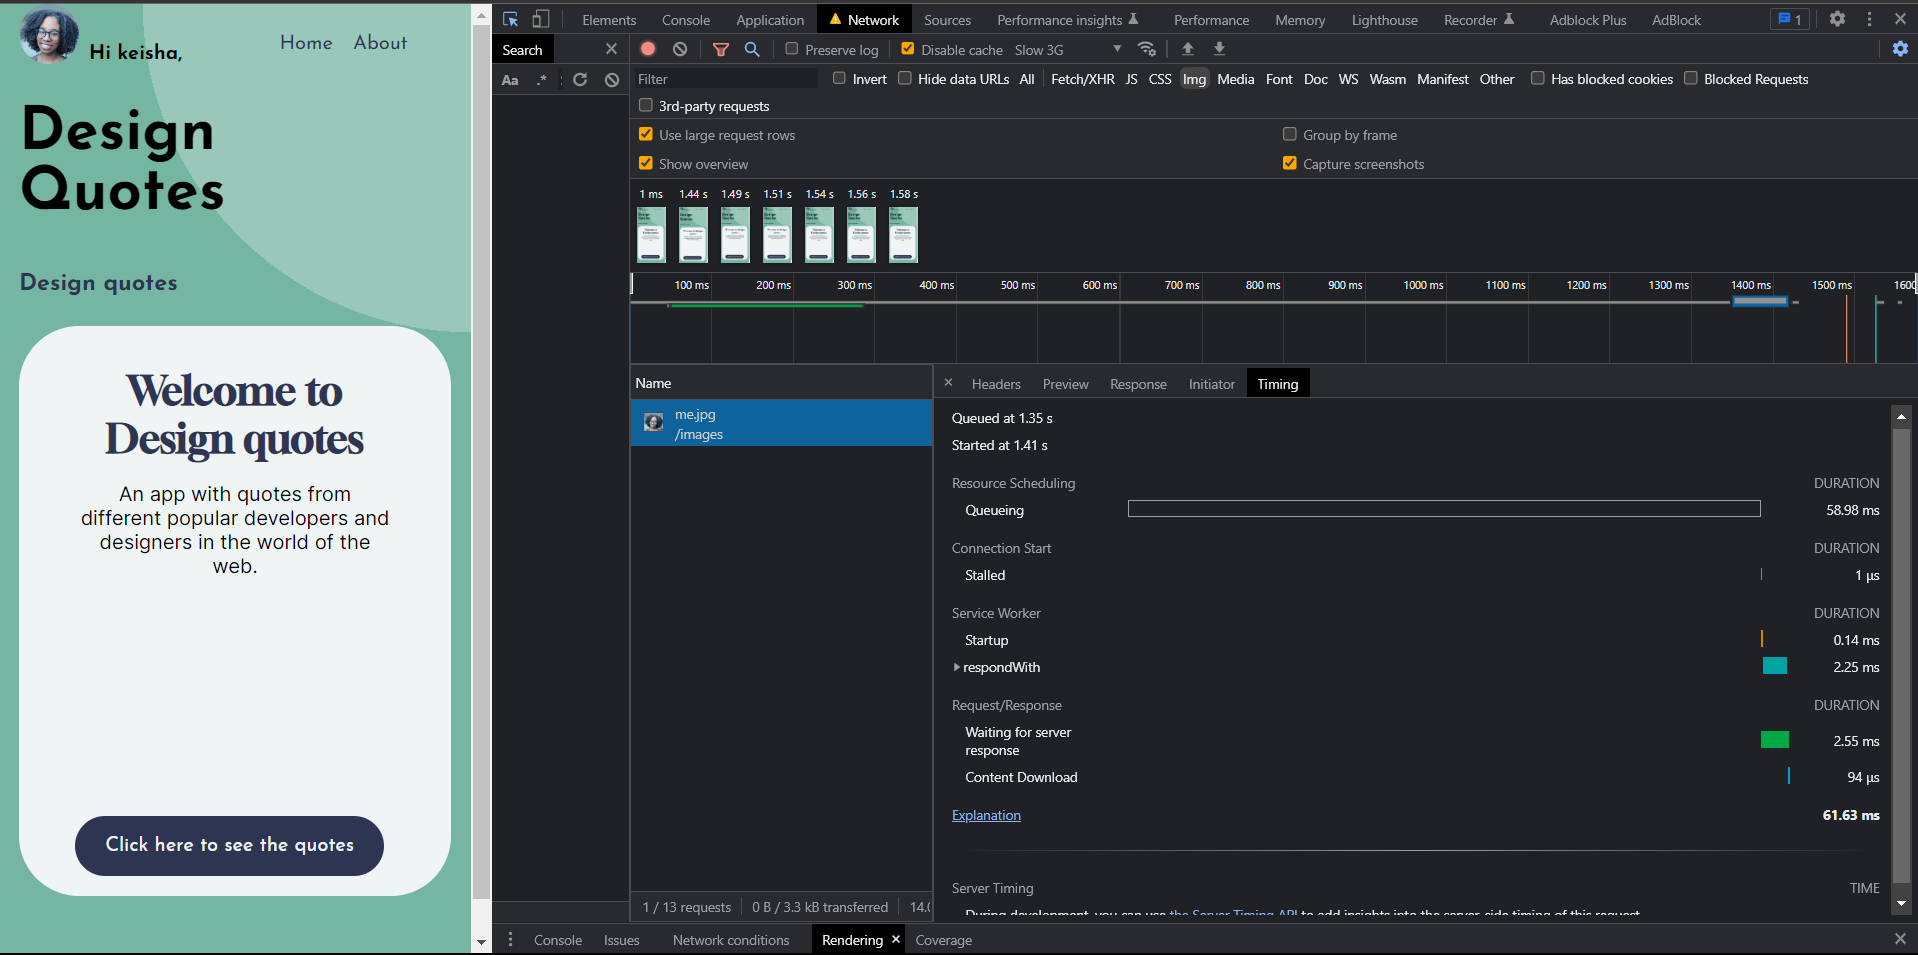 Hi keisha,
Home About
Design
Quotes
Design quotes
Welcome to
Design quotes
An app with quotes from
different popular developers and
designers in the world of the
web.
Click here to see the quotes
Elements Console Application Network Sources Performance insights Performance Memory Lighthouse Recorder Adblock Plus AdBlock 1
Search
Aa .*
Preserve log Disable cache Slow 3G
Filter Invert Hide data URLs All Fetch/XHR JS CSS Img Media Font Doc WS Wasm Manifest Other Has blocked cookies Blocked Requests
3rd-party requests
Use large request rows Group by frame
Show overview Capture screenshots
1 ms 1.44 s 1.49 s 1.51 s 1.54 s 1.56 s 1.58 s
100 ms 200 ms 300 ms 400 ms 500 ms 600 ms 700 ms 800 ms 900 ms 1000 ms 1100 ms 1200 ms 1300 ms 1400 ms 1500 ms 1600
Name
me.jpg
/images
1 / 13 requests 0 B / 3.3 kB transferred 14.0
Headers Preview Response Initiator Timing
Queued at 1.35 s
Started at 1.41 s
Resource Scheduling DURATION
Queueing 58.98 ms
Connection Start DURATION
Stalled 1 µs
Service Worker DURATION
Startup 0.14 ms
respondWith 2.25 ms
Request/Response DURATION
Waiting for server
response 2.55 ms
Content Download 94 µs
Explanation 61.63 ms
Server Timing TIME
During development, you can use the Server Timing API to add insights into the server-side timing of this request.
Console Issues Network conditions Rendering Coverage